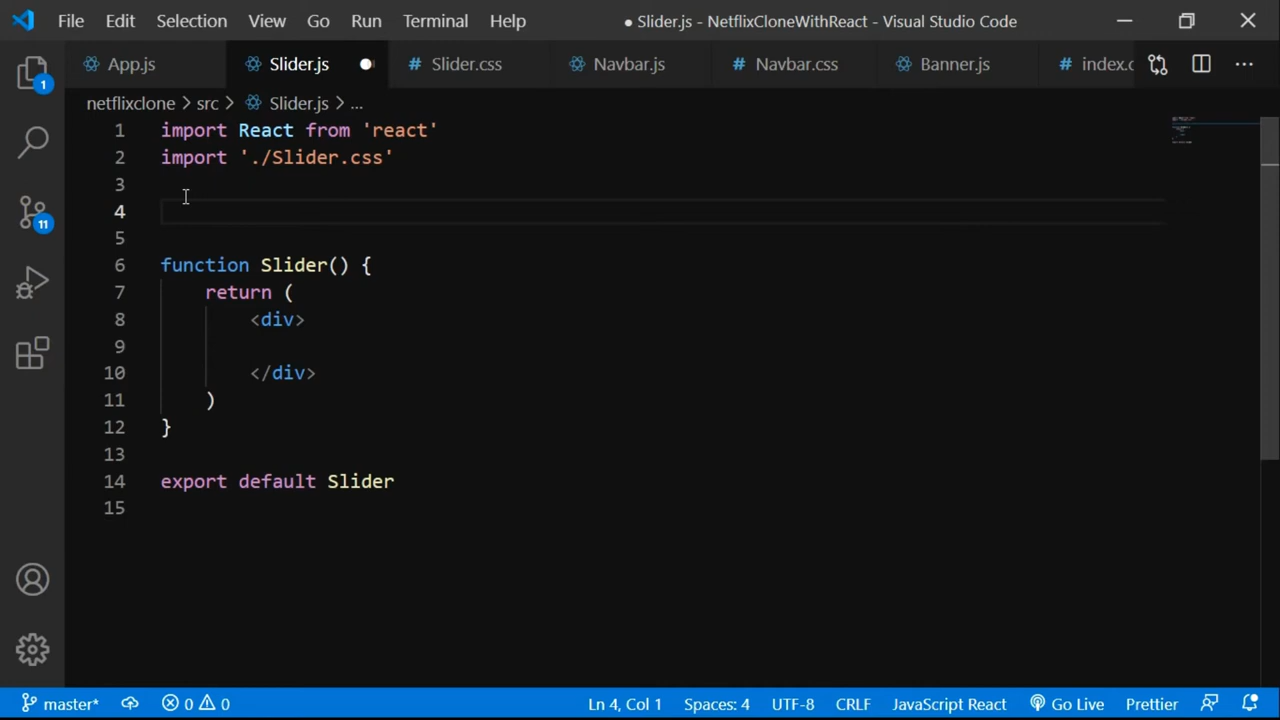 File Edit Selection View Go Run Terminal Help ● Slider.js - NetflixCloneWithReact - Visual Studio Code
App.js Slider.js # Slider.css Navbar.js # Navbar.css Banner.js # index.c ...
netflixclone > src > Slider.js > ...
1 import React from 'react'
2 import './Slider.css'
3
4
5
6 function Slider() {
7 return (
8 <div>
9
10 </div>
11 )
12 }
13
14 export default Slider
15
1
11
master* 0 0 Ln 4, Col 1 Spaces: 4 UTF-8 CRLF JavaScript React Go Live Prettier